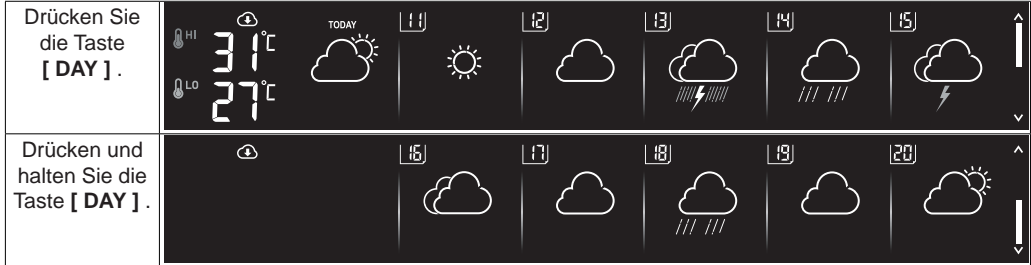 Drücken Sie
die Taste
[ DAY ] .
HI 31°C
LO 27°C
TODAY
11 12 13 14 15
Drücken und
halten Sie die
Taste [ DAY ] .
16 17 18 19 20